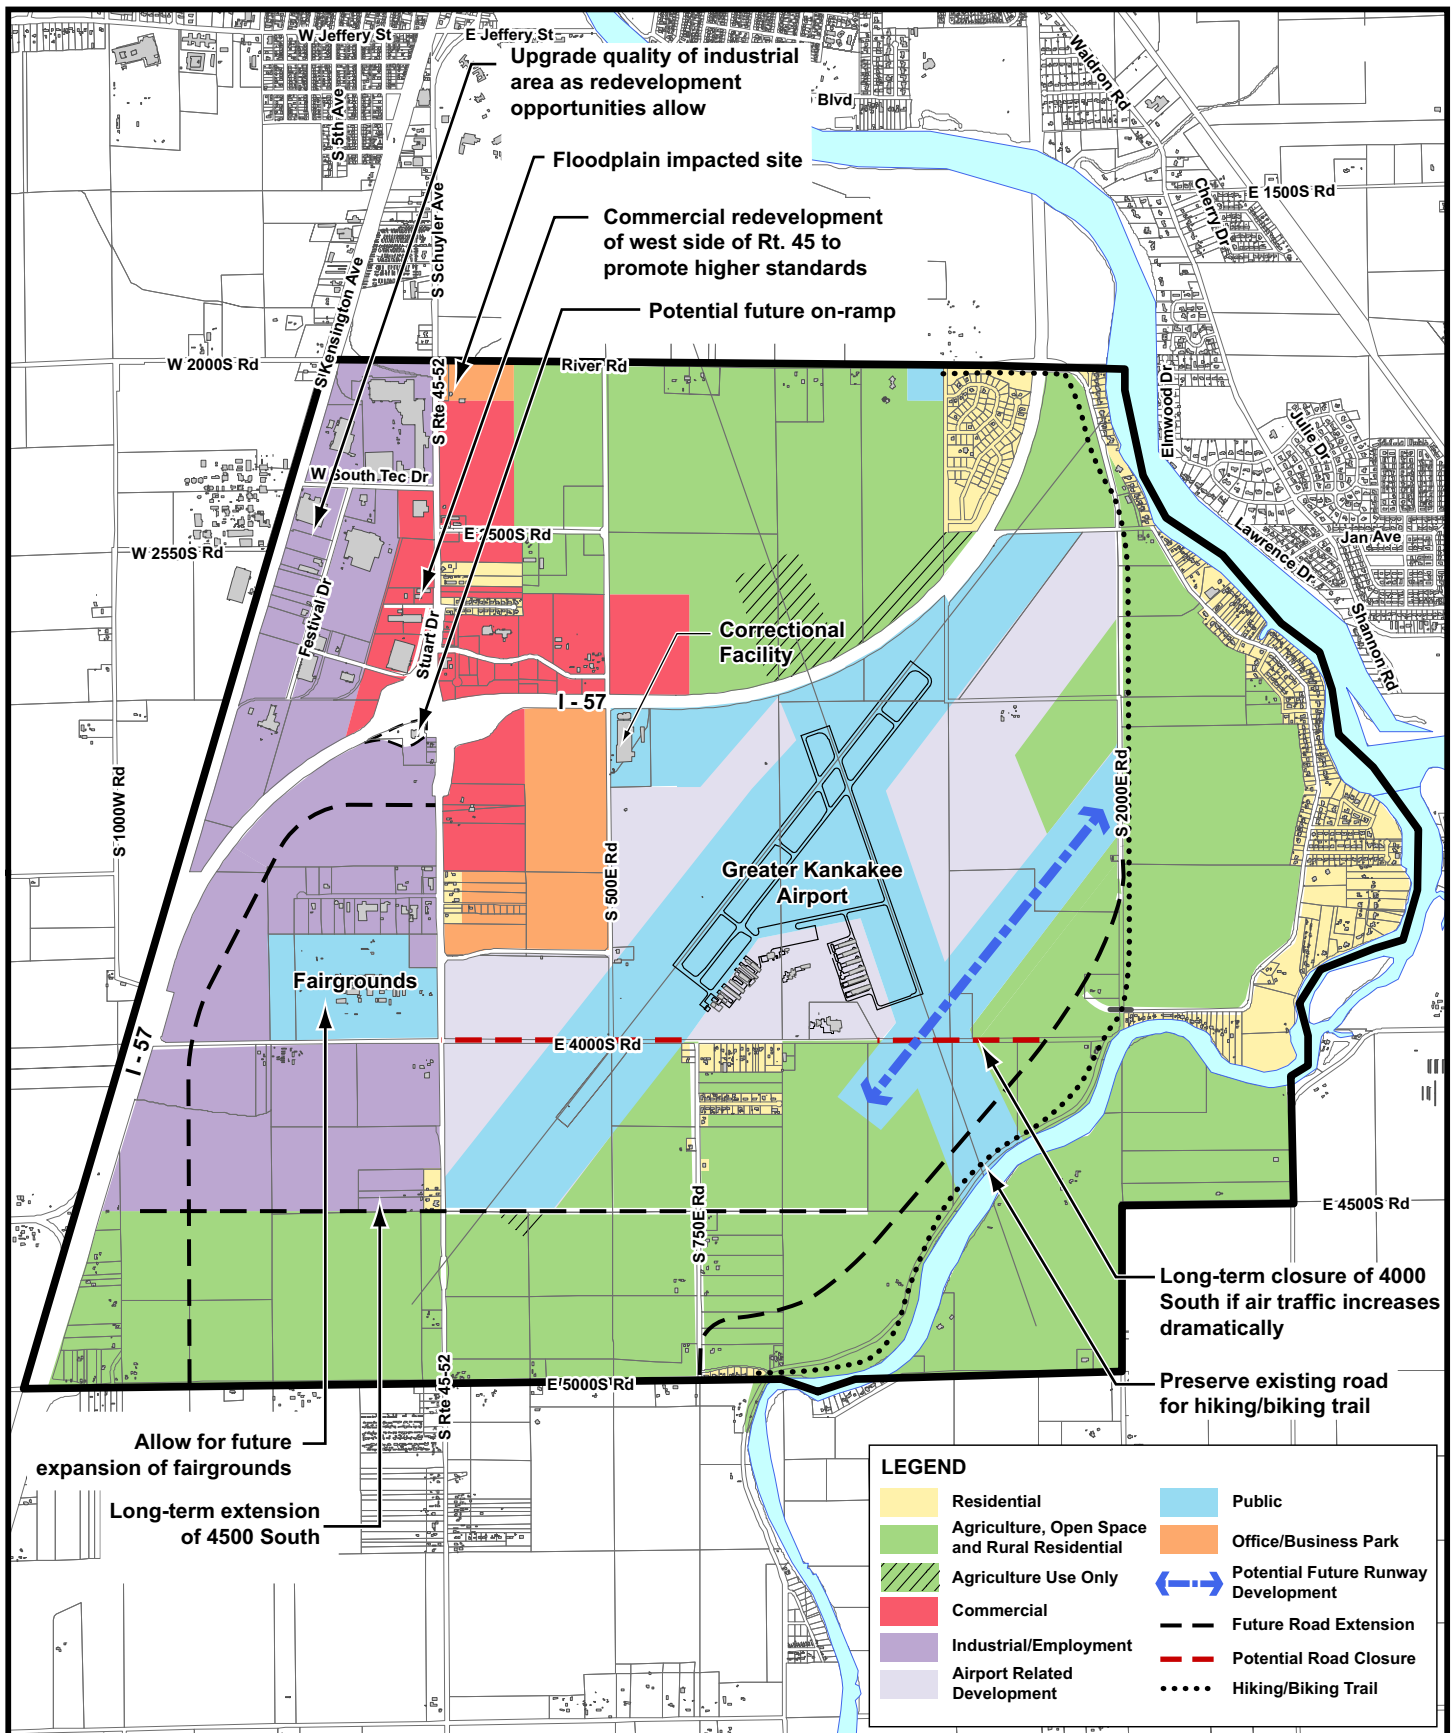 W Jeffery St
E Jeffery St
Upgrade quality of industrial
area as redevelopment
opportunities allow
Blvd
Waldron Rd
S 5th Ave
Floodplain impacted site
S Schuyler Ave
Cherry Dr
E 1500S Rd
Commercial redevelopment
of west side of Rt. 45 to
promote higher standards
S Kensington Ave
Potential future on-ramp
W 2000S Rd
River Rd
S Rte 45-52
Elmwood Dr
Julie Dr
W South Tec Dr
E 2500S Rd
W 2550S Rd
Lawrence Dr
Jan Ave
Festival Dr
Stuart Dr
Correctional
Facility
Shannon Rd
I - 57
S 1000W Rd
S 2000E Rd
S 500E Rd
Greater Kankakee
Airport
Fairgrounds
I - 57
E 4000S Rd
S 750E Rd
E 4500S Rd
Long-term closure of 4000
South if air traffic increases
dramatically
S Rte 45-52
E 5000S Rd
Preserve existing road
for hiking/biking trail
Allow for future
expansion of fairgrounds
Long-term extension
of 4500 South
LEGEND
Residential
Agriculture, Open Space
and Rural Residential
Agriculture Use Only
Commercial
Industrial/Employment
Airport Related
Development
Public
Office/Business Park
Potential Future Runway
Development
Future Road Extension
Potential Road Closure
Hiking/Biking Trail